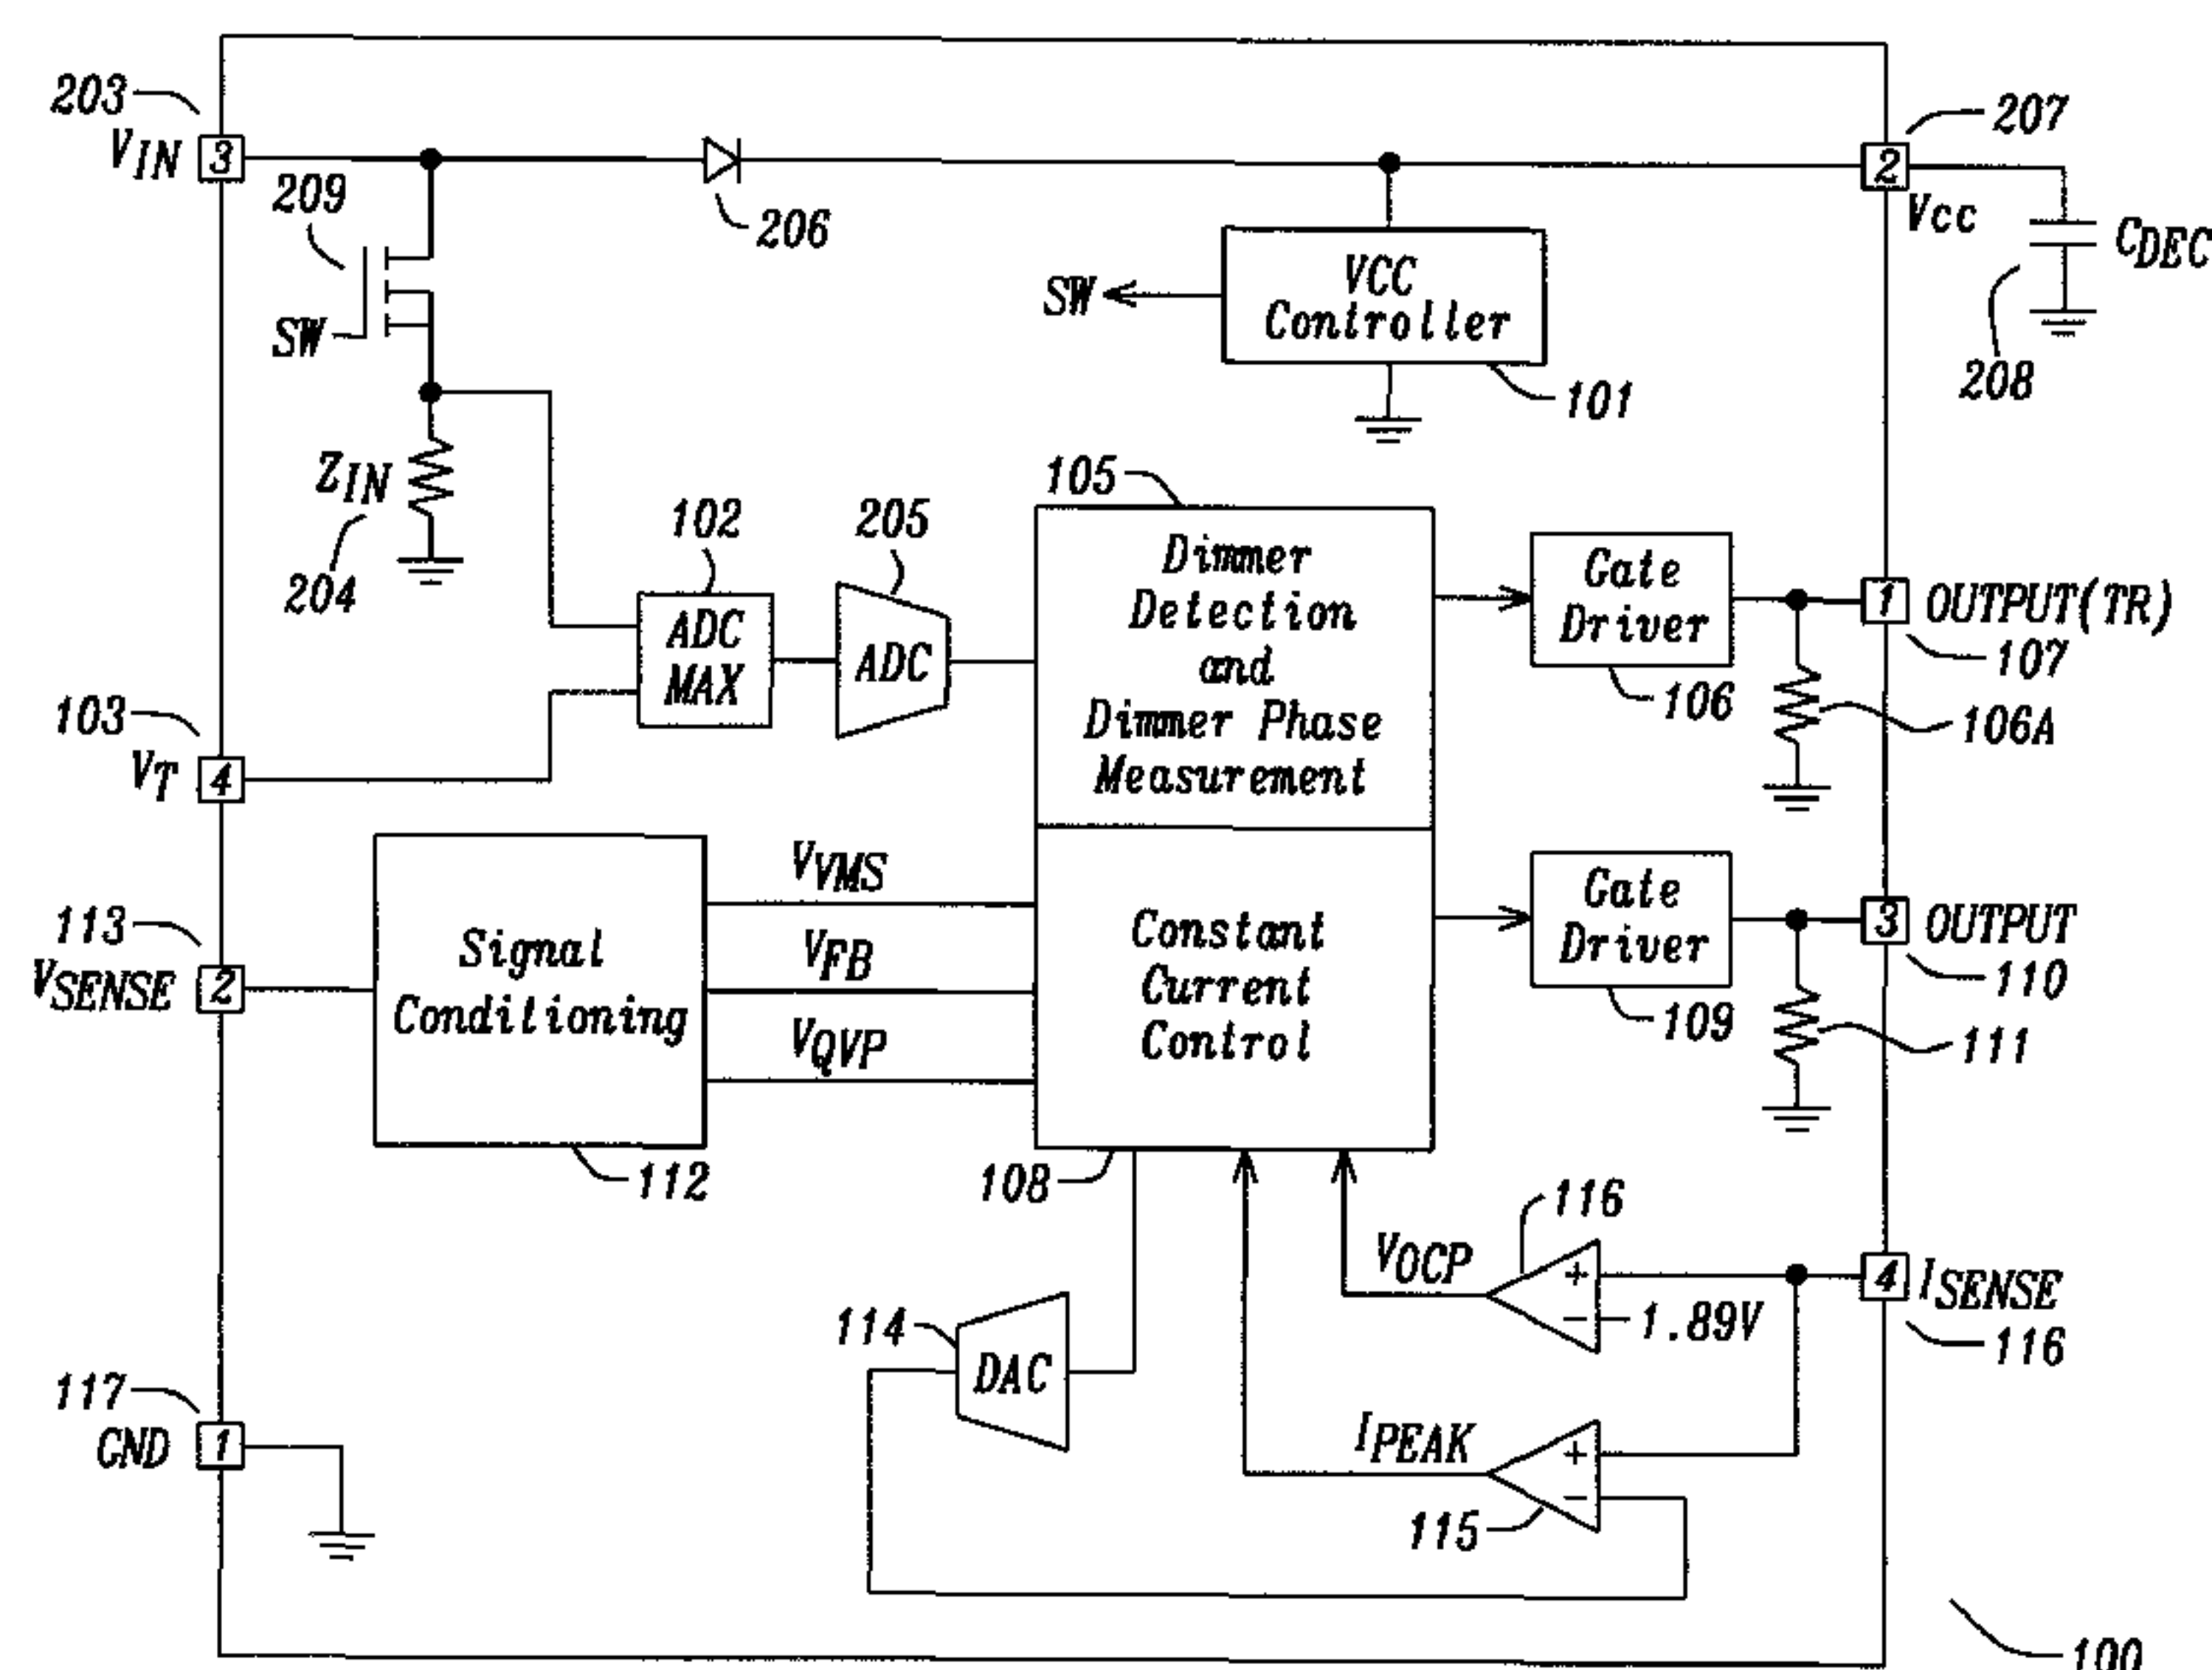 203
VIN
3
209
SW
ZIN
204
206
SW
VCC
Controller
101
207
2
Vcc
CDEC
208
102
ADC
MAX
205
ADC
105
Dimmer
Detection
and
Dimmer Phase
Measurement
Gate
Driver
106
1
OUTPUT(TR)
107
106A
103
VT
4
113
VSENSE
2
Signal
Conditioning
112
VVMS
VFB
VQVP
Constant
Current
Control
108
Gate
Driver
109
3
OUTPUT
110
111
116
VOCP
+
-
1.89V
4
ISENSE
116
114
DAC
IPEAK
+
-
115
117
GND
1
100